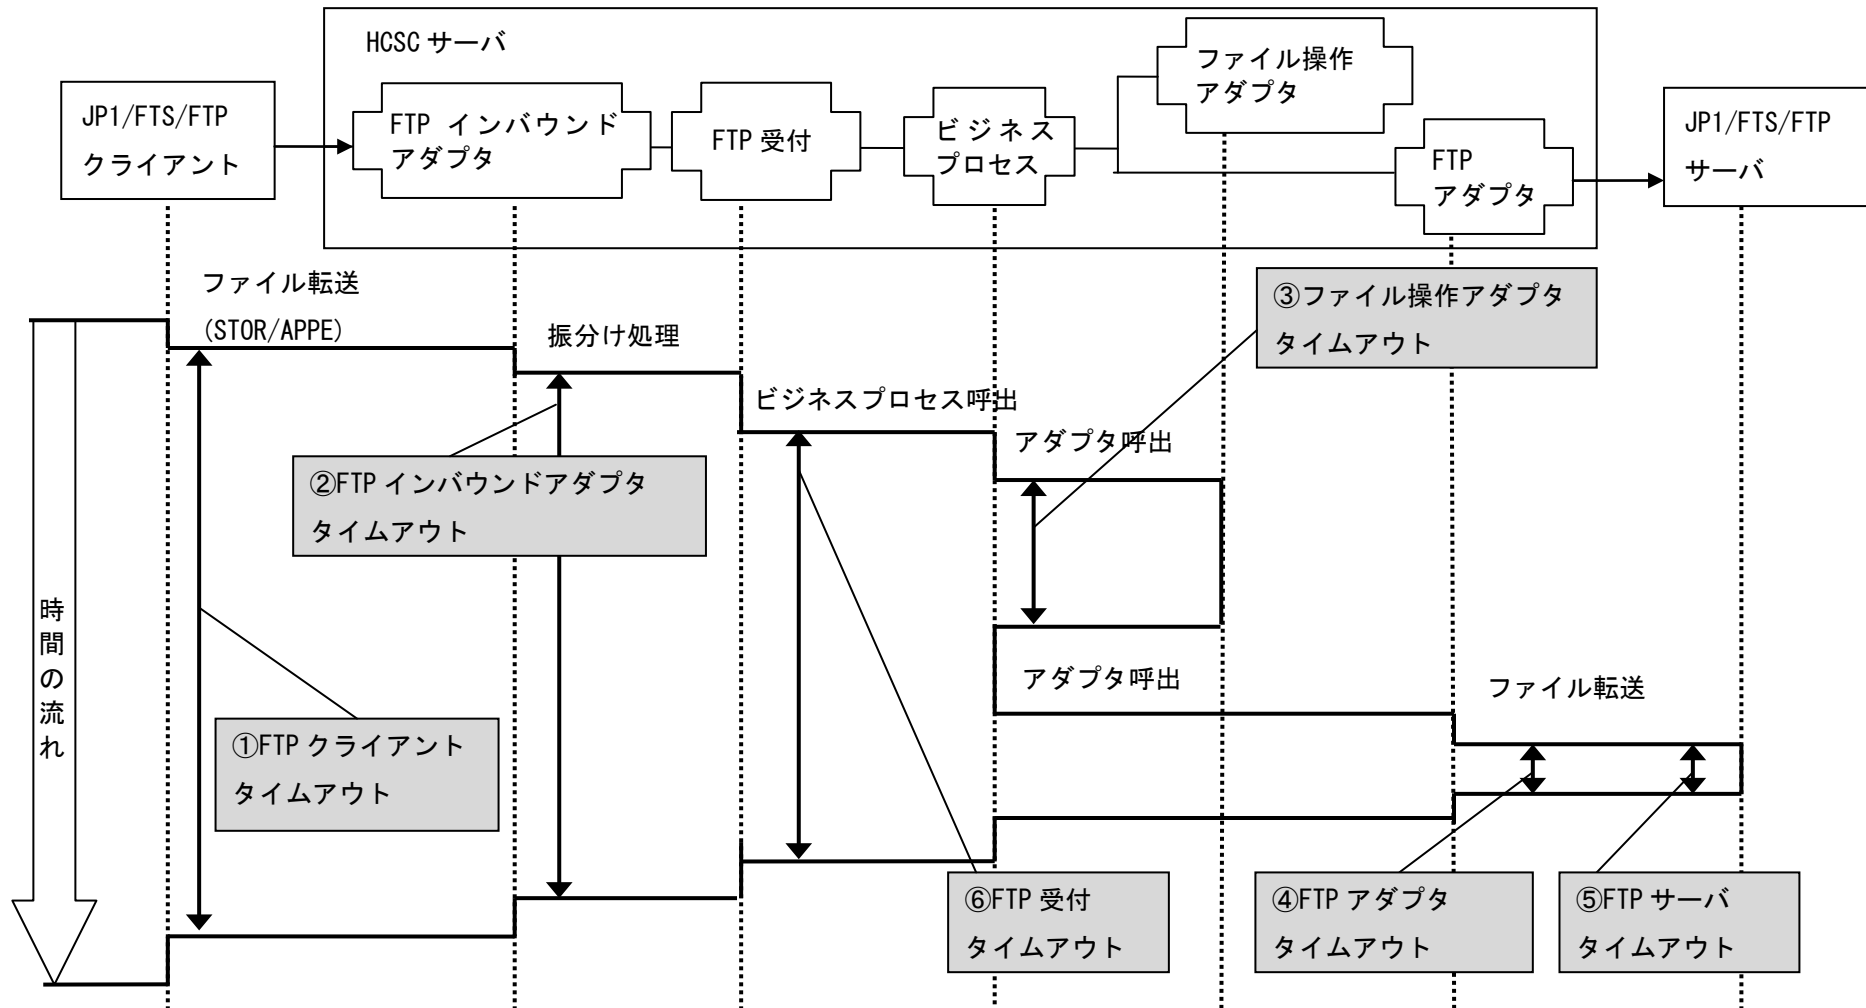 HCSC サーバ
JP1/FTS/FTP
クライアント
FTP インバウンド
アダプタ
FTP 受付
ビジネス
プロセス
ファイル操作
アダプタ
FTP
アダプタ
JP1/FTS/FTP
サーバ
ファイル転送
(STOR/APPE)
振分け処理
ビジネスプロセス呼出
アダプタ呼出
③ファイル操作アダプタ
タイムアウト
②FTP インバウンドアダプタ
タイムアウト
時間の流れ
アダプタ呼出
ファイル転送
①FTP クライアント
タイムアウト
⑥FTP 受付
タイムアウト
④FTP アダプタ
タイムアウト
⑤FTP サーバ
タイムアウト